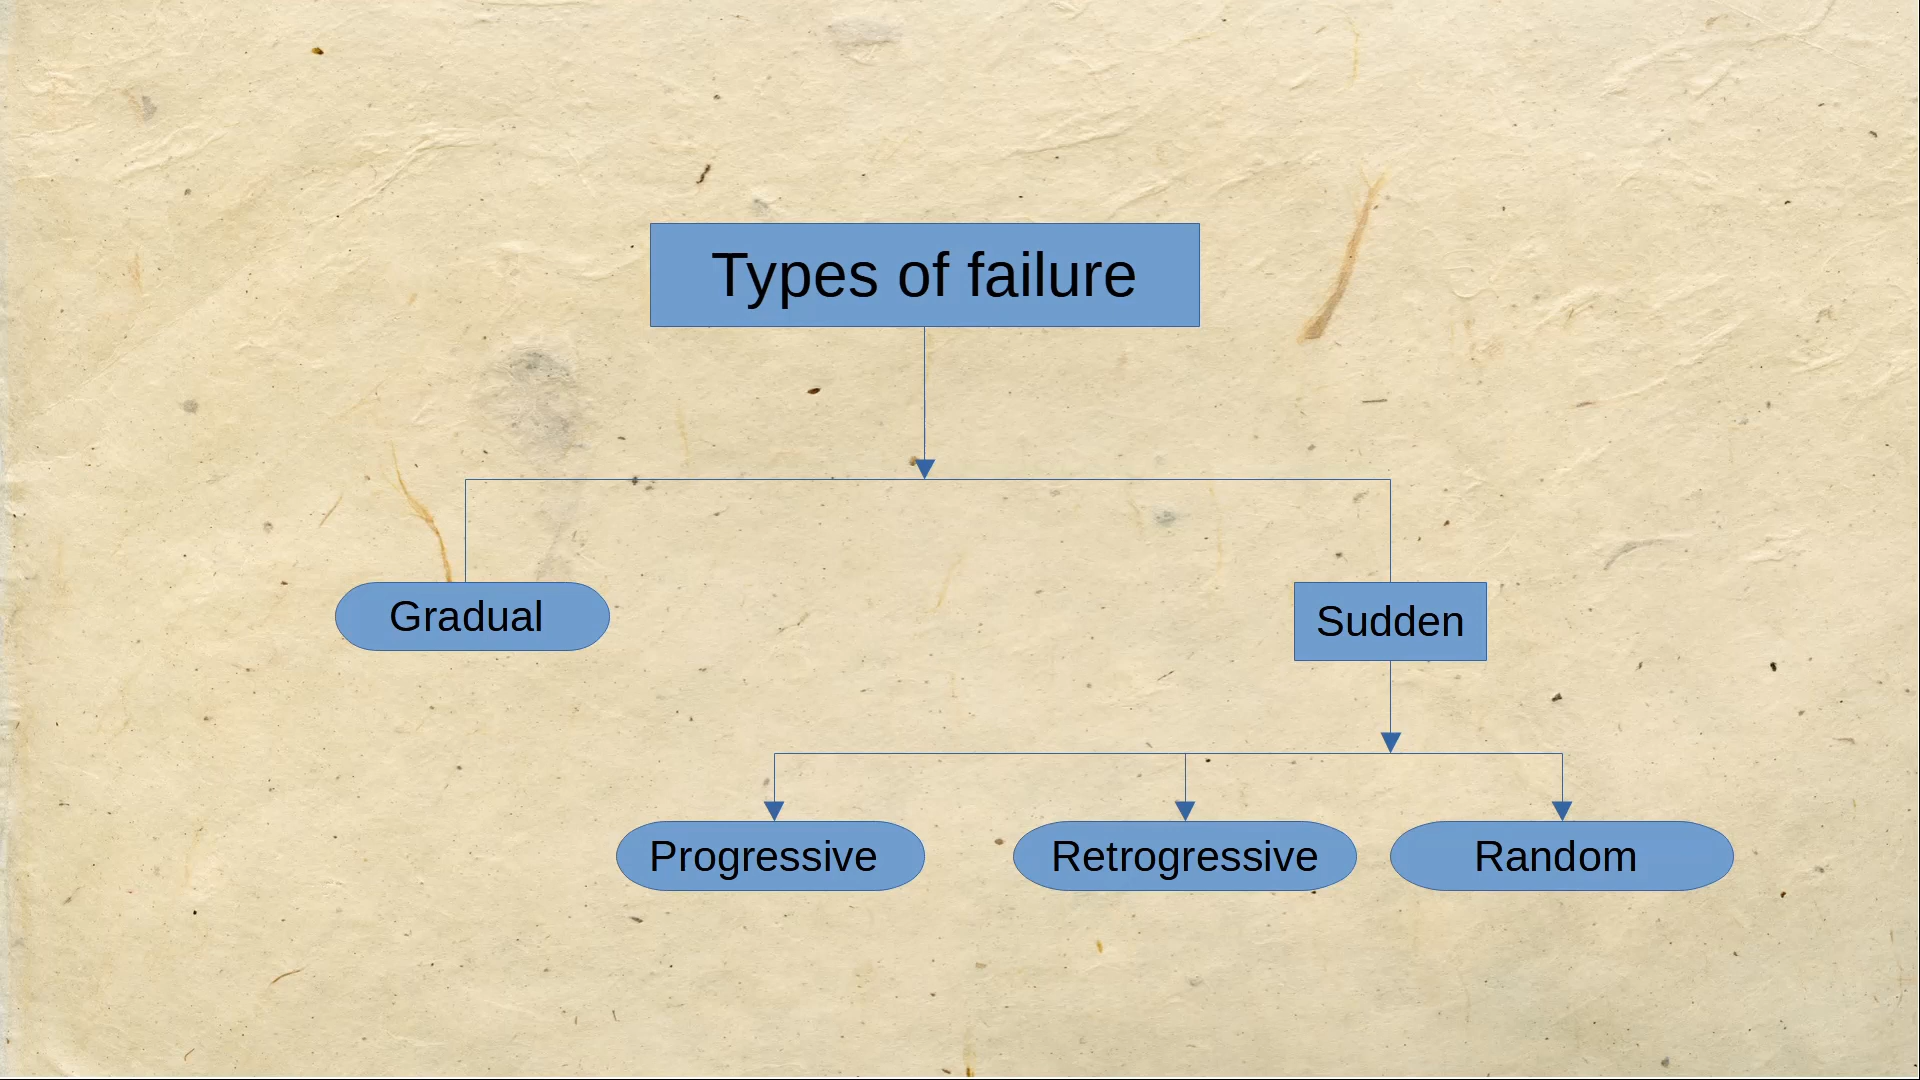 Types of failure
Gradual
Sudden
Progressive
Retrogressive
Random